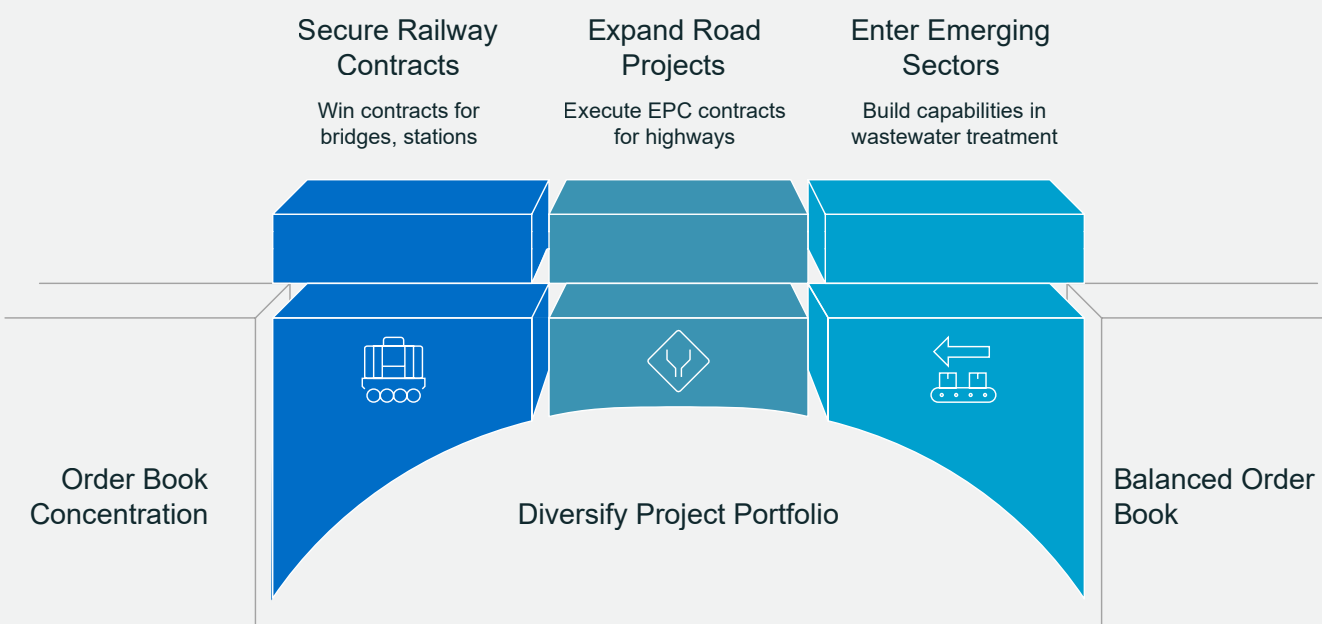 Secure Railway
Contracts
Win contracts for
bridges, stations
Expand Road
Projects
Execute EPC contracts
for highways
Enter Emerging
Sectors
Build capabilities in
wastewater treatment
Order Book
Concentration
Diversify Project Portfolio
Balanced Order
Book